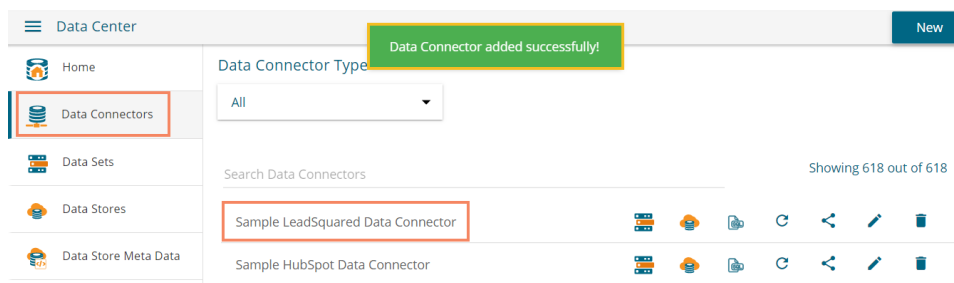 Data Center
Data Connector added successfully!
New
Home
Data Connector Type
Data Connectors
All
Data Sets
Search Data Connectors
Showing 618 out of 618
Data Stores
Sample LeadSquared Data Connector
Data Store Meta Data
Sample HubSpot Data Connector